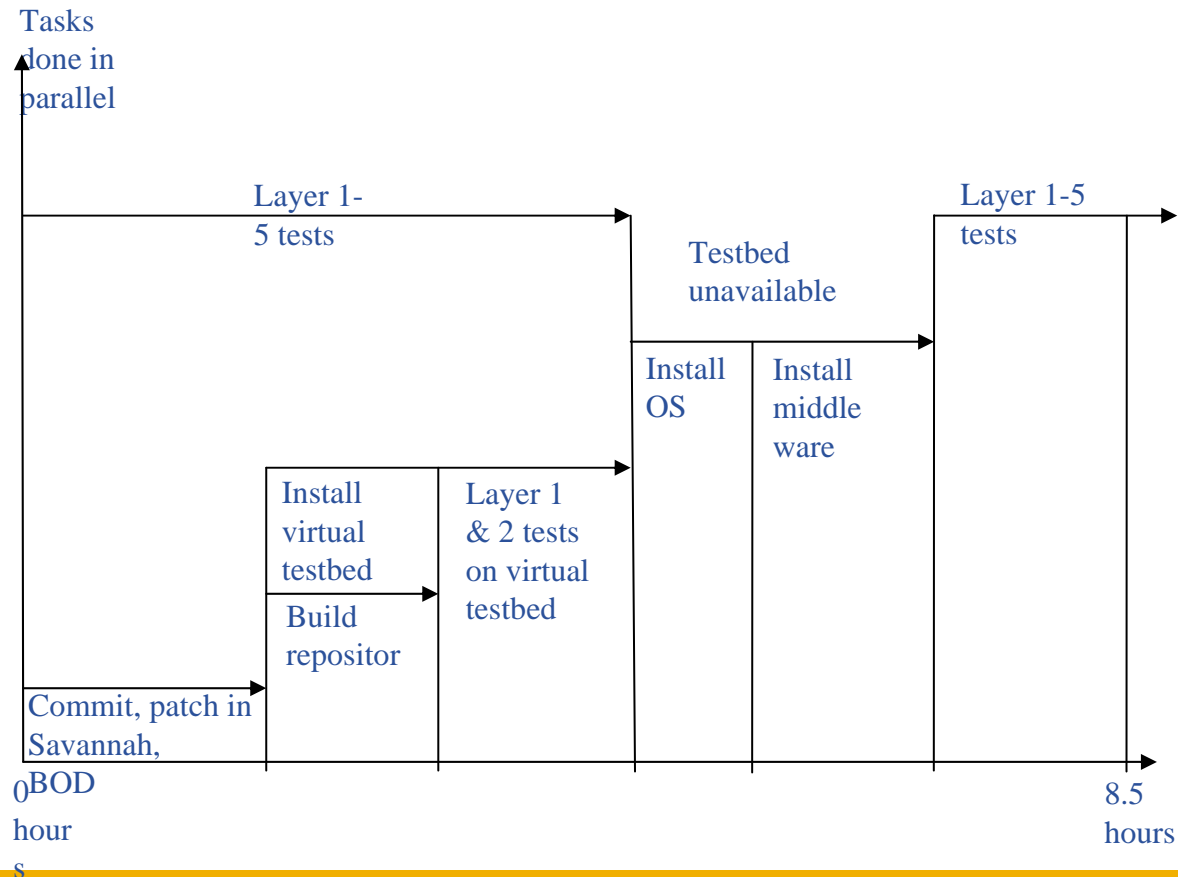 Tasks
done in
parallel
Layer 1-
5 tests
Layer 1-5
tests
Testbed
unavailable
Install
OS
Install
middle
ware
Install
virtual
testbed
Layer 1
& 2 tests
on virtual
testbed
Build
repositor
Commit, patch in
Savannah,
BOD
0
hour
s
8.5
hours